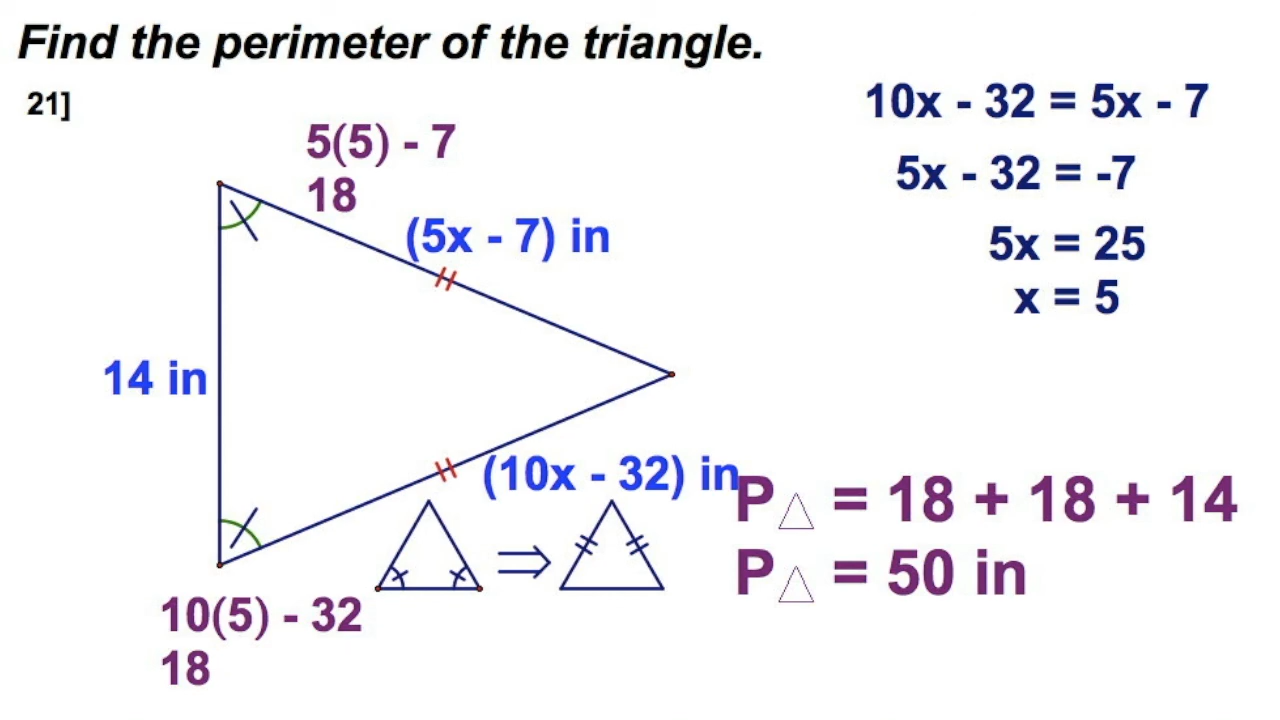 Find the perimeter of the triangle.
21]
5(5) - 7
18
(5x - 7) in
14 in
(10x - 32) in
10(5) - 32
18
10x - 32 = 5x - 7
5x - 32 = -7
5x = 25
x = 5
P△ = 18 + 18 + 14
P△ = 50 in